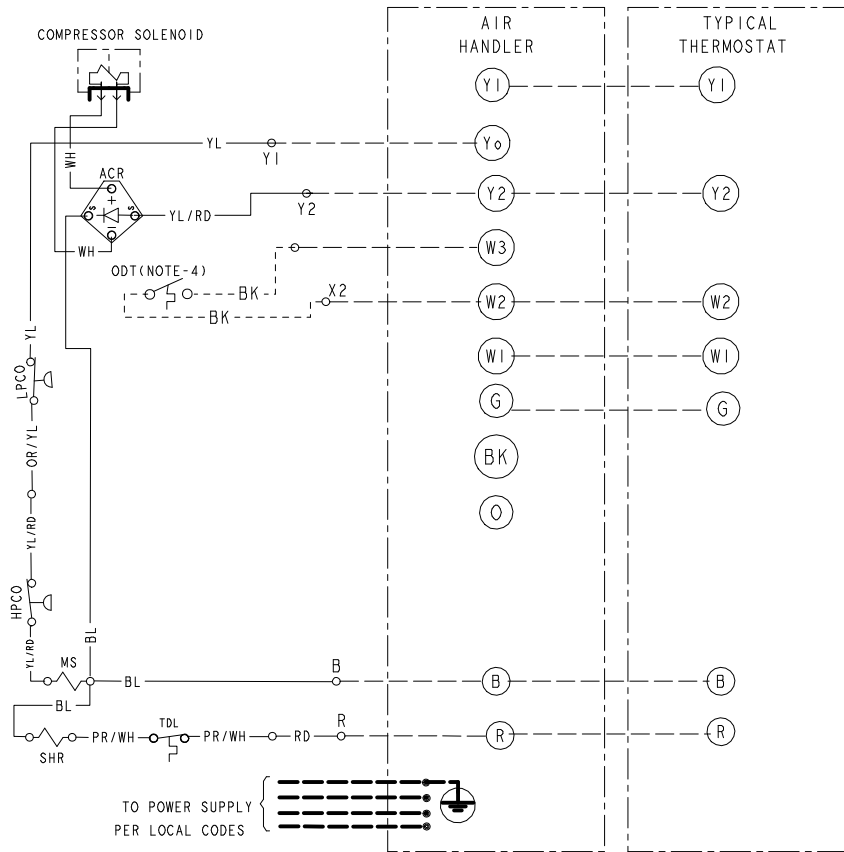 AIR
HANDLER
TYPICAL
THERMOSTAT
COMPRESSOR SOLENOID
Y1
Y1
YL
Y1
Yo
WH
ACR
+
S
S
–
YL/RD
Y2
Y2
Y2
WH
W3
ODT(NOTE-4)
BK
X2
BK
W2
W2
YL
W1
W1
LPCO
G
G
OR/YL
BK
O
YL/RD
HPCO
BL
YL/RD
MS
BL
B
B
B
BL
SHR
PR/WH
TDL
PR/WH
RD
R
R
R
TO POWER SUPPLY
PER LOCAL CODES